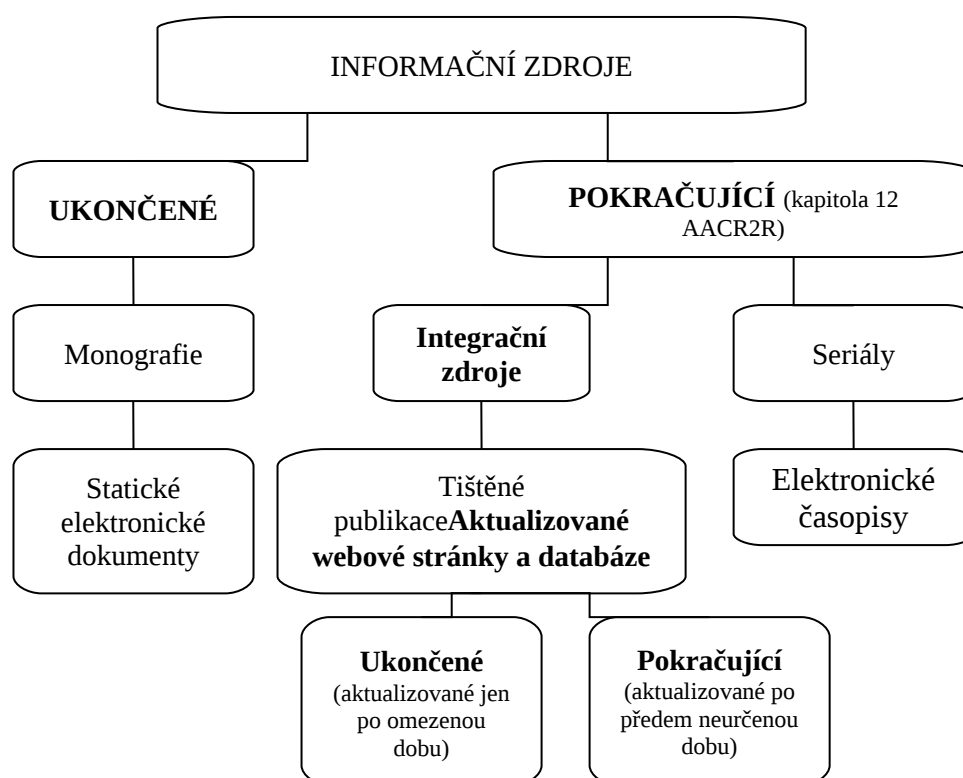 INFORMAČNÍ ZDROJE
UKONČENÉ
POKRAČUJÍCÍ (kapitola 12
AACR2R)
Monografie
Integrační
zdroje
Seriály
Statické
elektronické
dokumenty
Tištěné
publikaceAktualizované
webové stránky a databáze
Elektronické
časopisy
Ukončené
(aktualizované jen
po omezenou
dobu)
Pokračující
(aktualizované po
předem neurčenou
dobu)